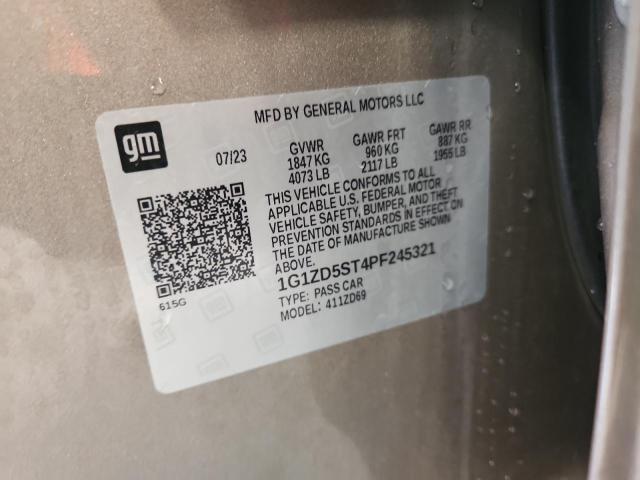 MFD BY GENERAL MOTORS LLC
gm
07/23
GVWR GAWR FRT GAWR RR
1847 KG 960 KG 887 KG
4073 LB 2117 LB 1955 LB
THIS VEHICLE CONFORMS TO ALL
APPLICABLE U.S. FEDERAL MOTOR
VEHICLE SAFETY, BUMPER, AND THEFT
PREVENTION STANDARDS IN EFFECT ON
THE DATE OF MANUFACTURE SHOWN
ABOVE.
1G1ZD5ST4PF245321
TYPE: PASS CAR
MODEL: 411ZD69
615G